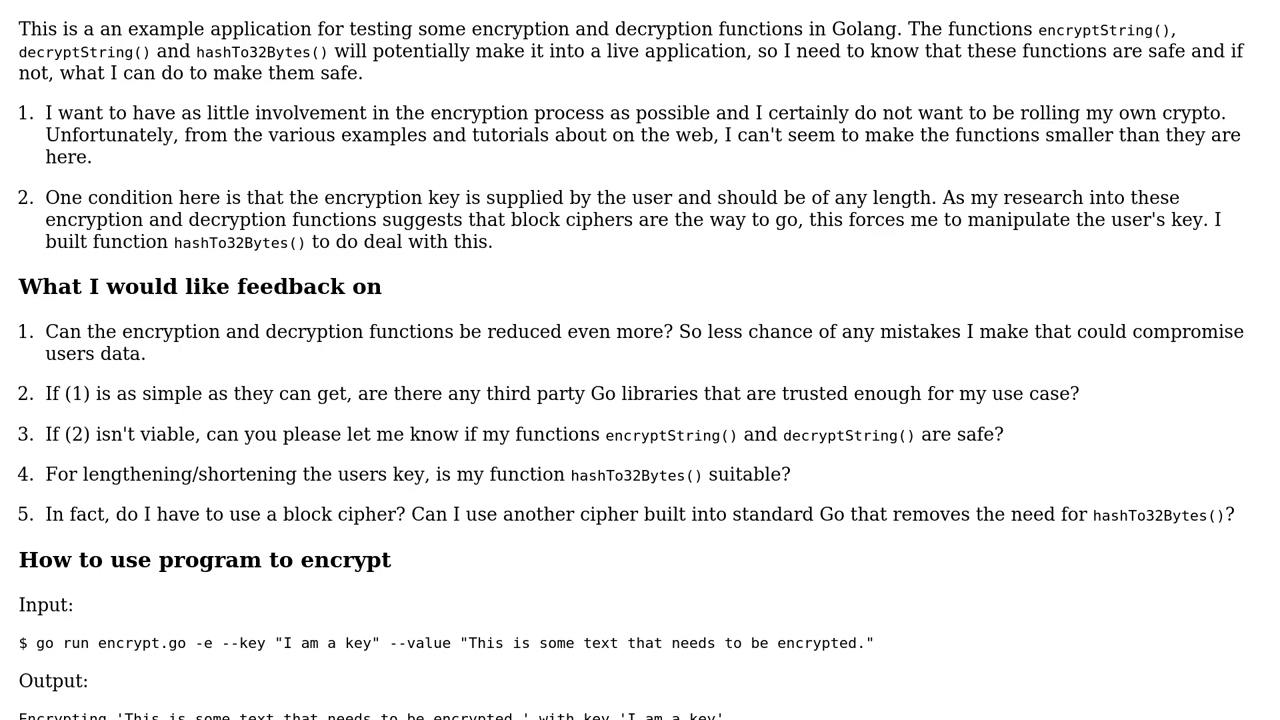 This is a an example application for testing some encryption and decryption functions in Golang. The functions encryptString(),
decryptString() and hashTo32Bytes() will potentially make it into a live application, so I need to know that these functions are safe and if
not, what I can do to make them safe.
1. I want to have as little involvement in the encryption process as possible and I certainly do not want to be rolling my own crypto.
Unfortunately, from the various examples and tutorials about on the web, I can't seem to make the functions smaller than they are
here.
2. One condition here is that the encryption key is supplied by the user and should be of any length. As my research into these
encryption and decryption functions suggests that block ciphers are the way to go, this forces me to manipulate the user's key. I
built function hashTo32Bytes() to do deal with this.
What I would like feedback on
1. Can the encryption and decryption functions be reduced even more? So less chance of any mistakes I make that could compromise
users data.
2. If (1) is as simple as they can get, are there any third party Go libraries that are trusted enough for my use case?
3. If (2) isn't viable, can you please let me know if my functions encryptString() and decryptString() are safe?
4. For lengthening/shortening the users key, is my function hashTo32Bytes() suitable?
5. In fact, do I have to use a block cipher? Can I use another cipher built into standard Go that removes the need for hashTo32Bytes()?
How to use program to encrypt
Input:
$ go run encrypt.go -e --key "I am a key" --value "This is some text that needs to be encrypted."
Output:
Encrypting 'This is some text that needs to be encrypted.' with key 'I am a key'